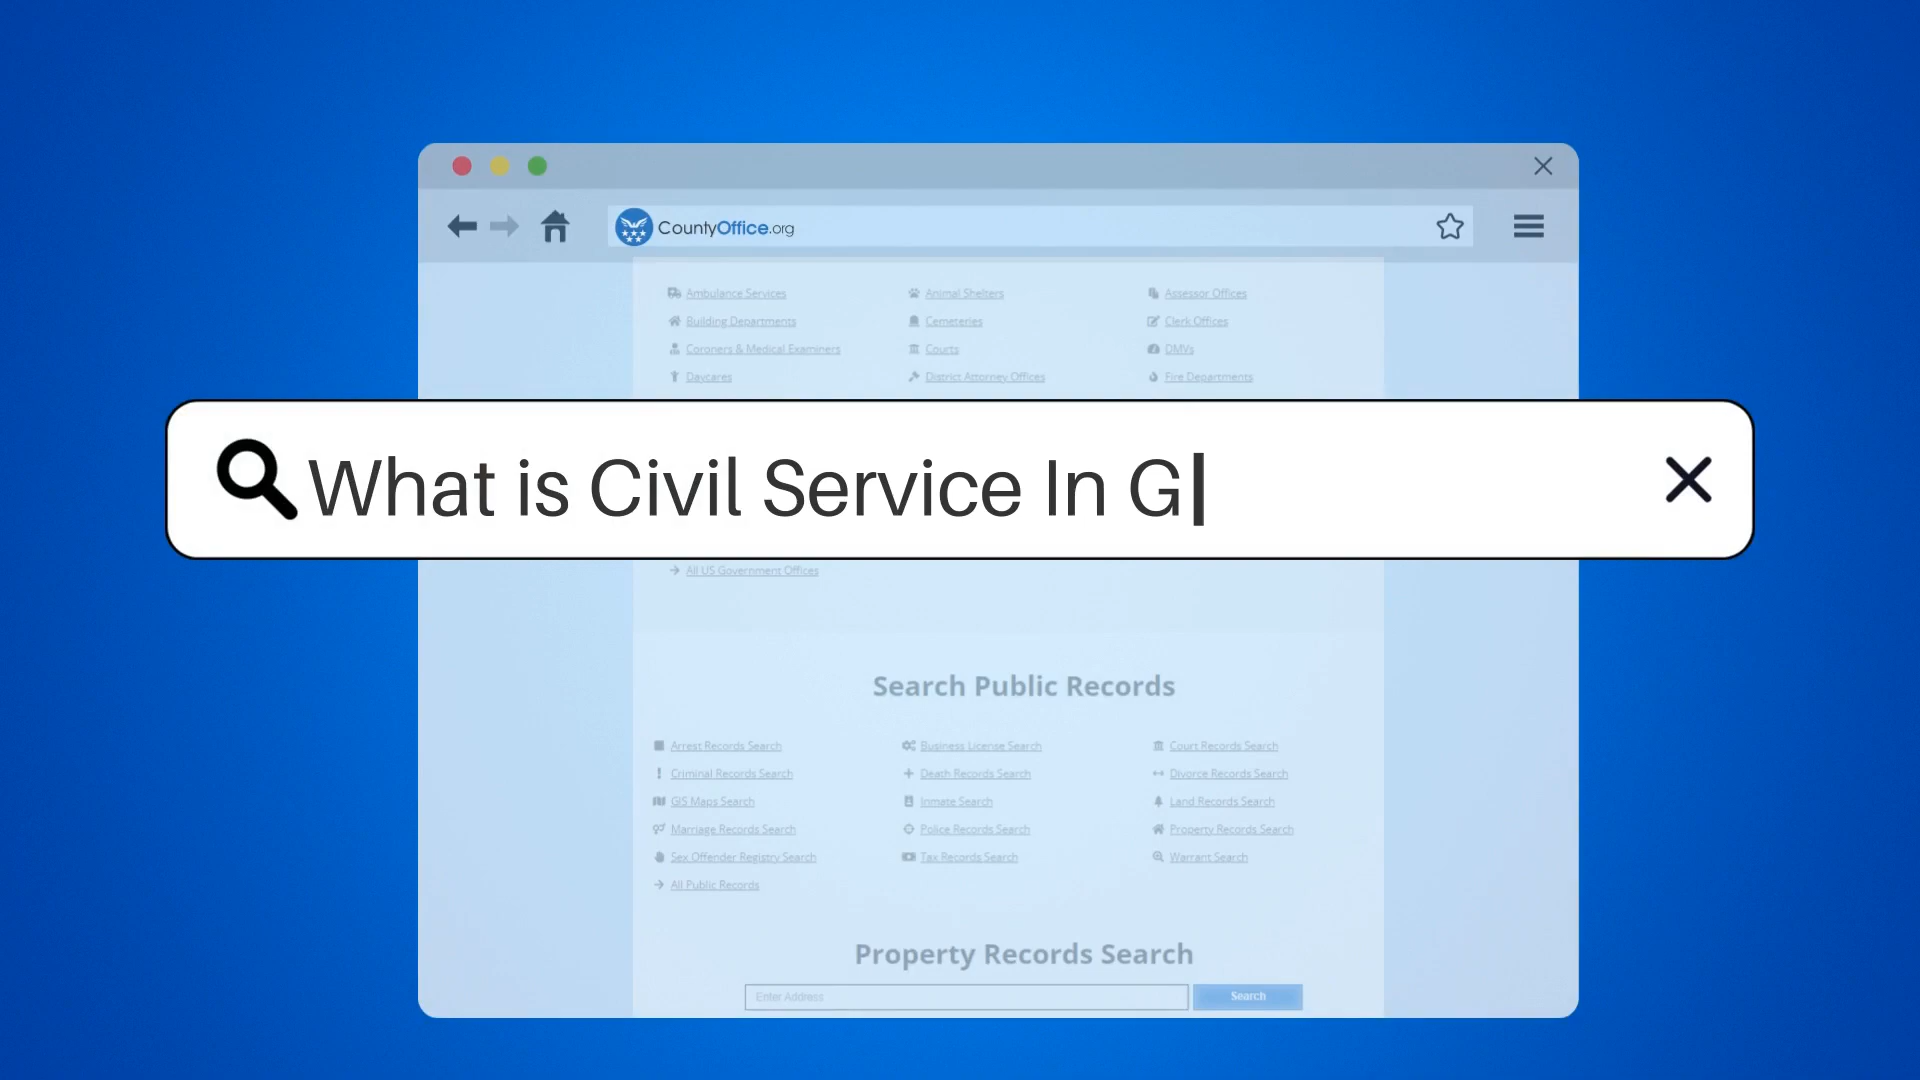 CountyOffice.org
Ambulance Services Animal Shelters Assessor Offices
Building Departments Cemeteries Clerk Offices
Coroners & Medical Examiners Courts DMVs
Daycares District Attorney Offices Fire Departments
What is Civil Service In G
All US Government Offices
Search Public Records
Arrest Records Search Business License Search Court Records Search
Criminal Records Search Death Records Search Divorce Records Search
GIS Maps Search Inmate Search Land Records Search
Marriage Records Search Police Records Search Property Records Search
Sex Offender Registry Search Tax Records Search Warrant Search
All Public Records
Property Records Search
Enter Address Search